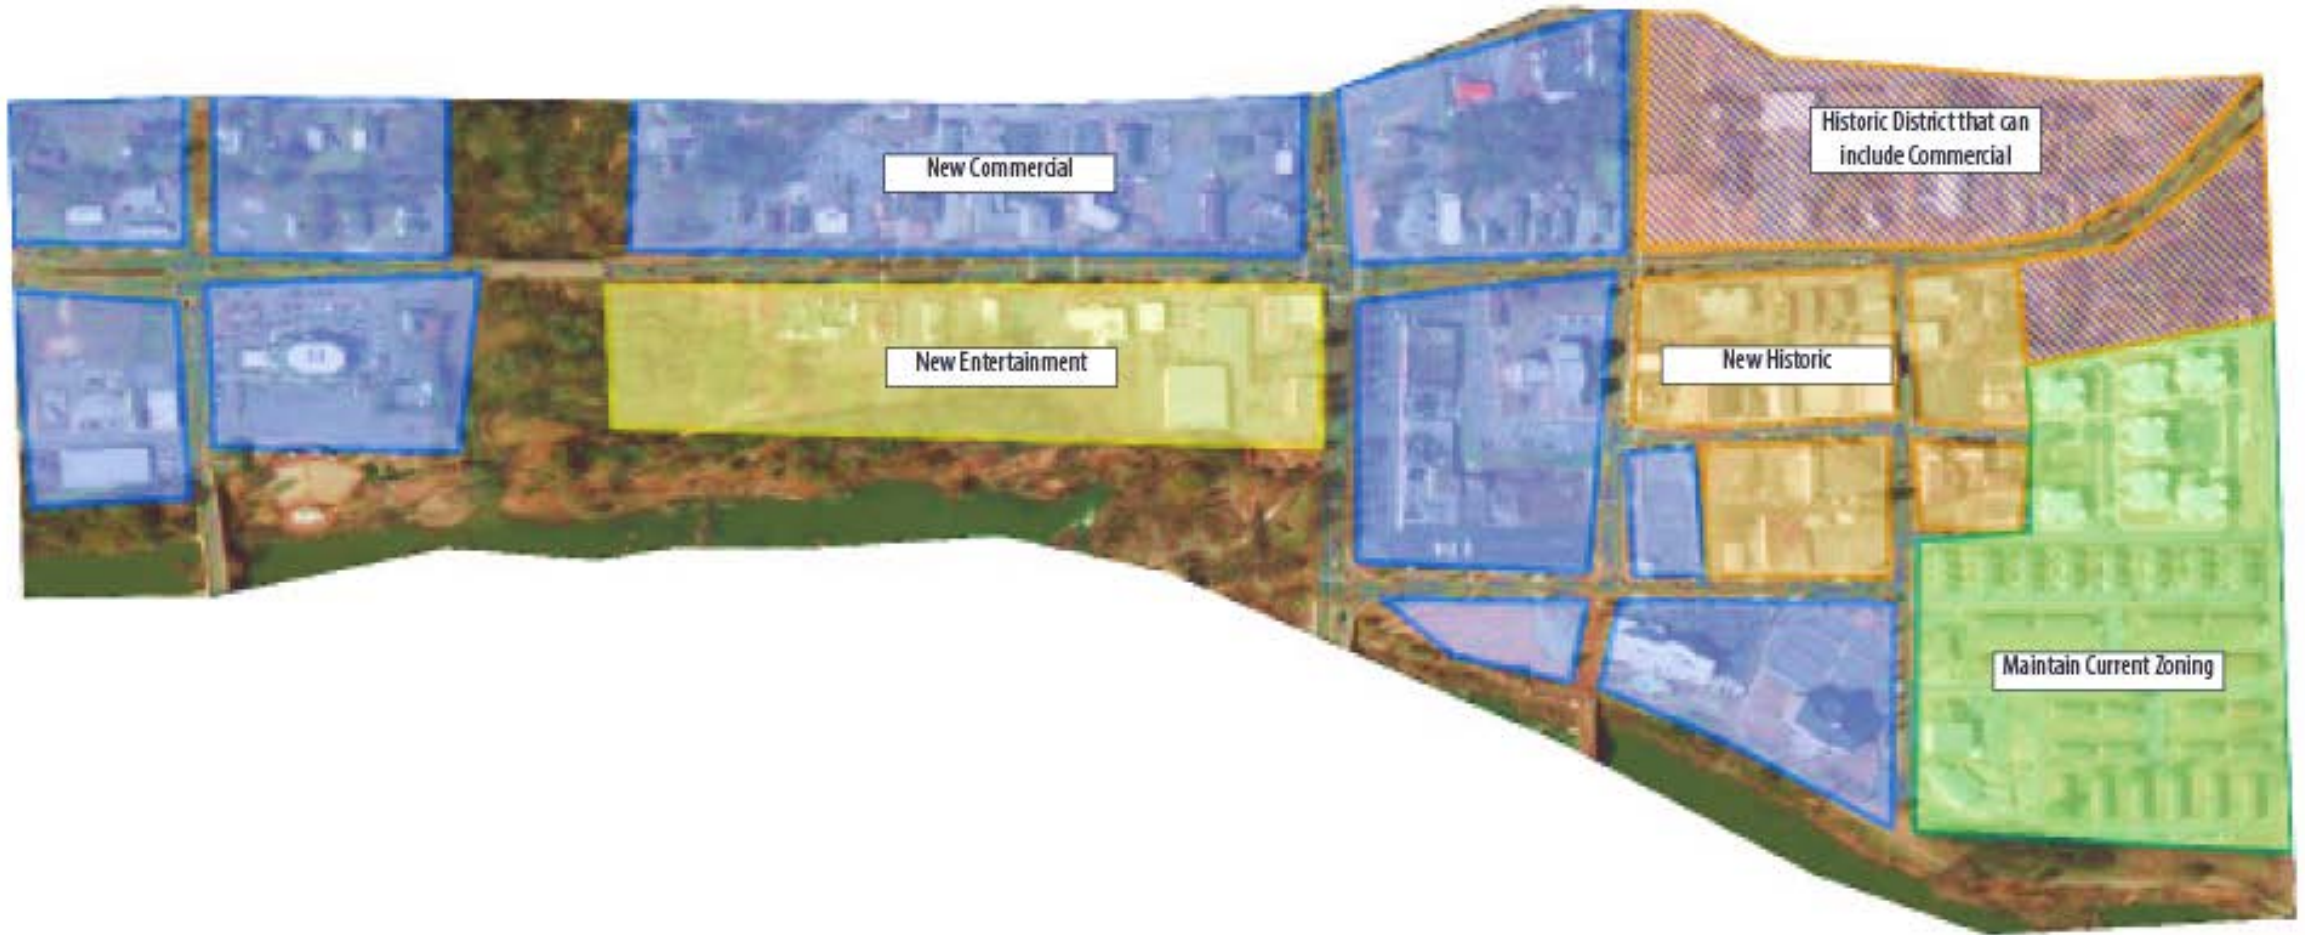 Historic District that can
include Commercial
New Commercial
New Entertainment
New Historic
Maintain Current Zoning